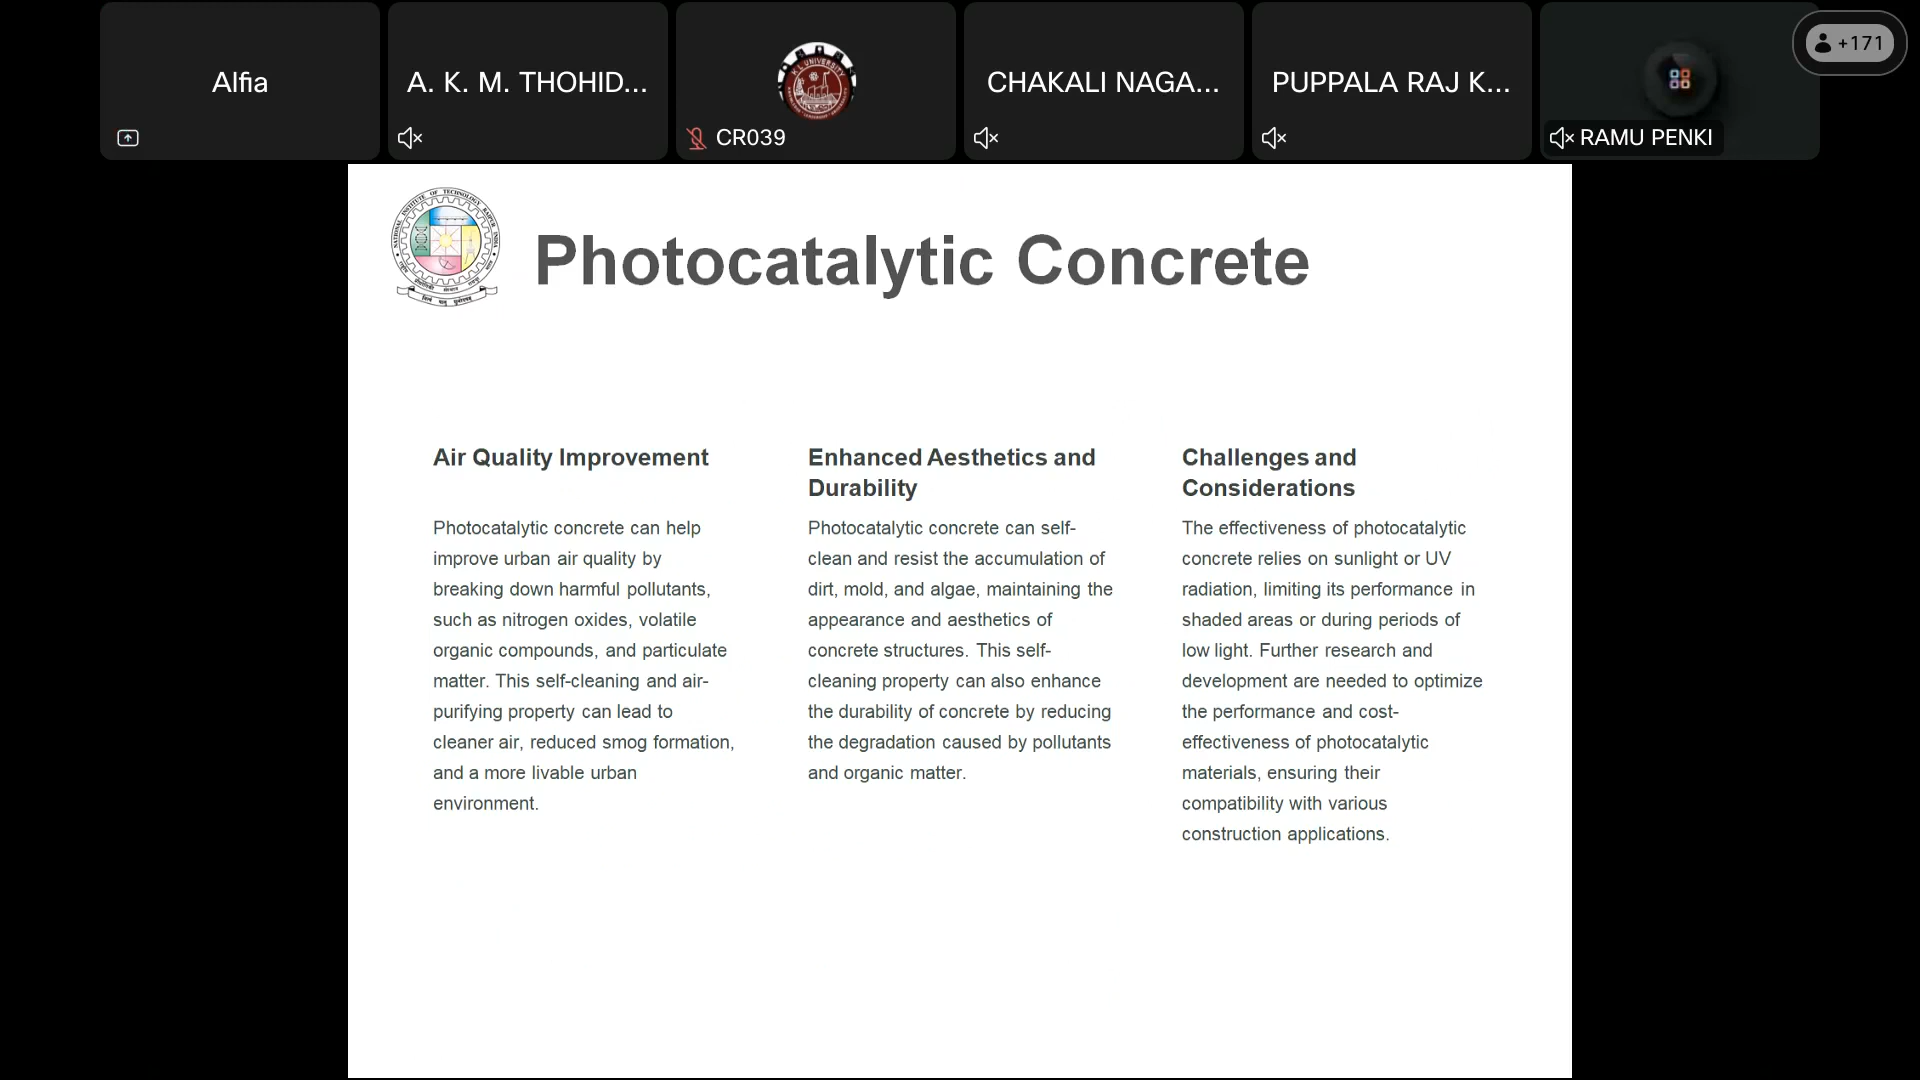 Alfia
A. K. M. THOHID...
CR039
CHAKALI NAGA...
PUPPALA RAJ K...
RAMU PENKI
+171
NATIONAL INSTITUTE OF TECHNOLOGY RAIPUR INDIA
Photocatalytic Concrete
Air Quality Improvement
Photocatalytic concrete can help
improve urban air quality by
breaking down harmful pollutants,
such as nitrogen oxides, volatile
organic compounds, and particulate
matter. This self-cleaning and air-
purifying property can lead to
cleaner air, reduced smog formation,
and a more livable urban
environment.
Enhanced Aesthetics and
Durability
Photocatalytic concrete can self-
clean and resist the accumulation of
dirt, mold, and algae, maintaining the
appearance and aesthetics of
concrete structures. This self-
cleaning property can also enhance
the durability of concrete by reducing
the degradation caused by pollutants
and organic matter.
Challenges and
Considerations
The effectiveness of photocatalytic
concrete relies on sunlight or UV
radiation, limiting its performance in
shaded areas or during periods of
low light. Further research and
development are needed to optimize
the performance and cost-
effectiveness of photocatalytic
materials, ensuring their
compatibility with various
construction applications.